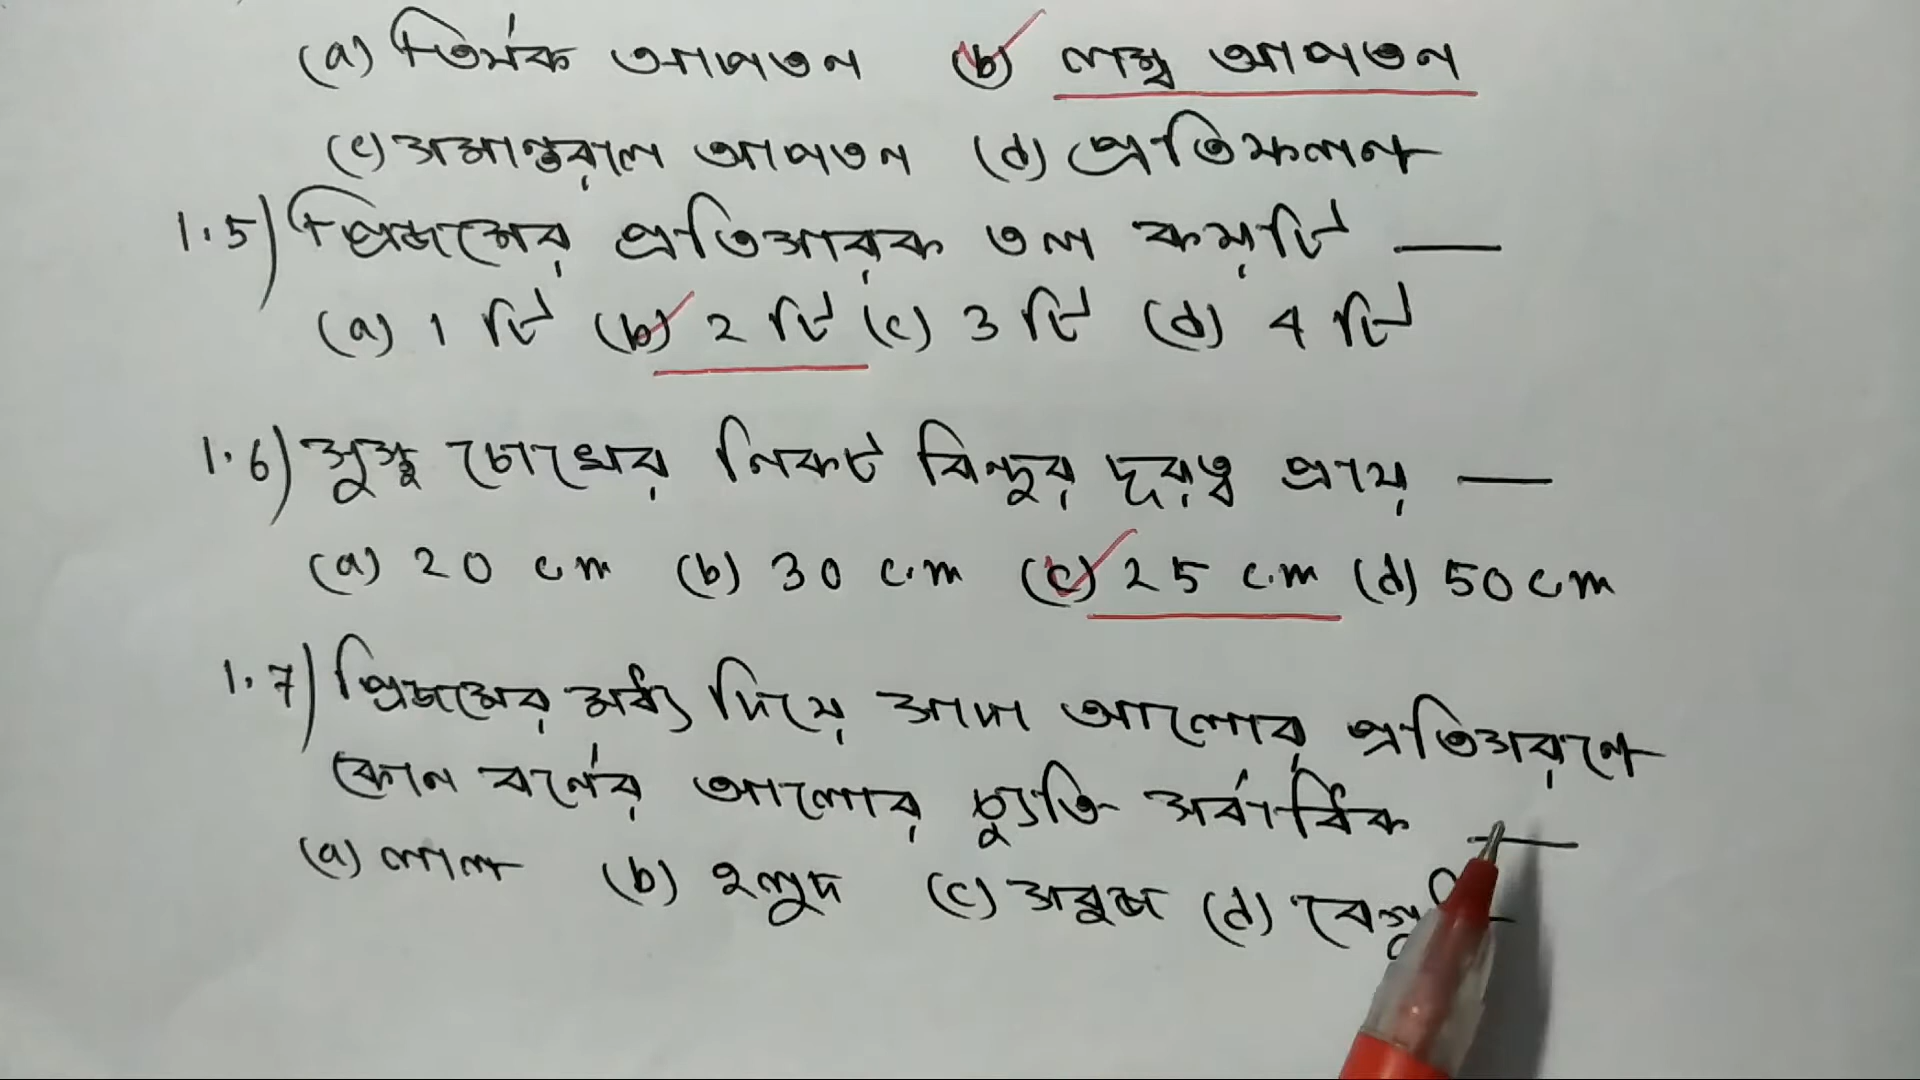 (a) তির্যক আপতন (b) লম্ব আপতন
(c) সমান্তরাল আপতন (d) প্রতিফলন
1.5) প্রিজমের প্রতিসারক তল কয়টি —
(a) 1 টি (b) 2 টি (c) 3 টি (d) 4 টি
1.6) সুস্থ চোখের নিকট বিন্দুর দূরত্ব প্রায় —
(a) 20 cm (b) 30 c.m (c) 25 c.m (d) 50 cm
1.7) প্রিজমের মধ্য দিয়ে সাদা আলোর প্রতিসরণে
কোন বর্ণের আলোর চ্যুতি সর্বাধিক —
(a) লাল (b) হলুদ (c) সবুজ (d)